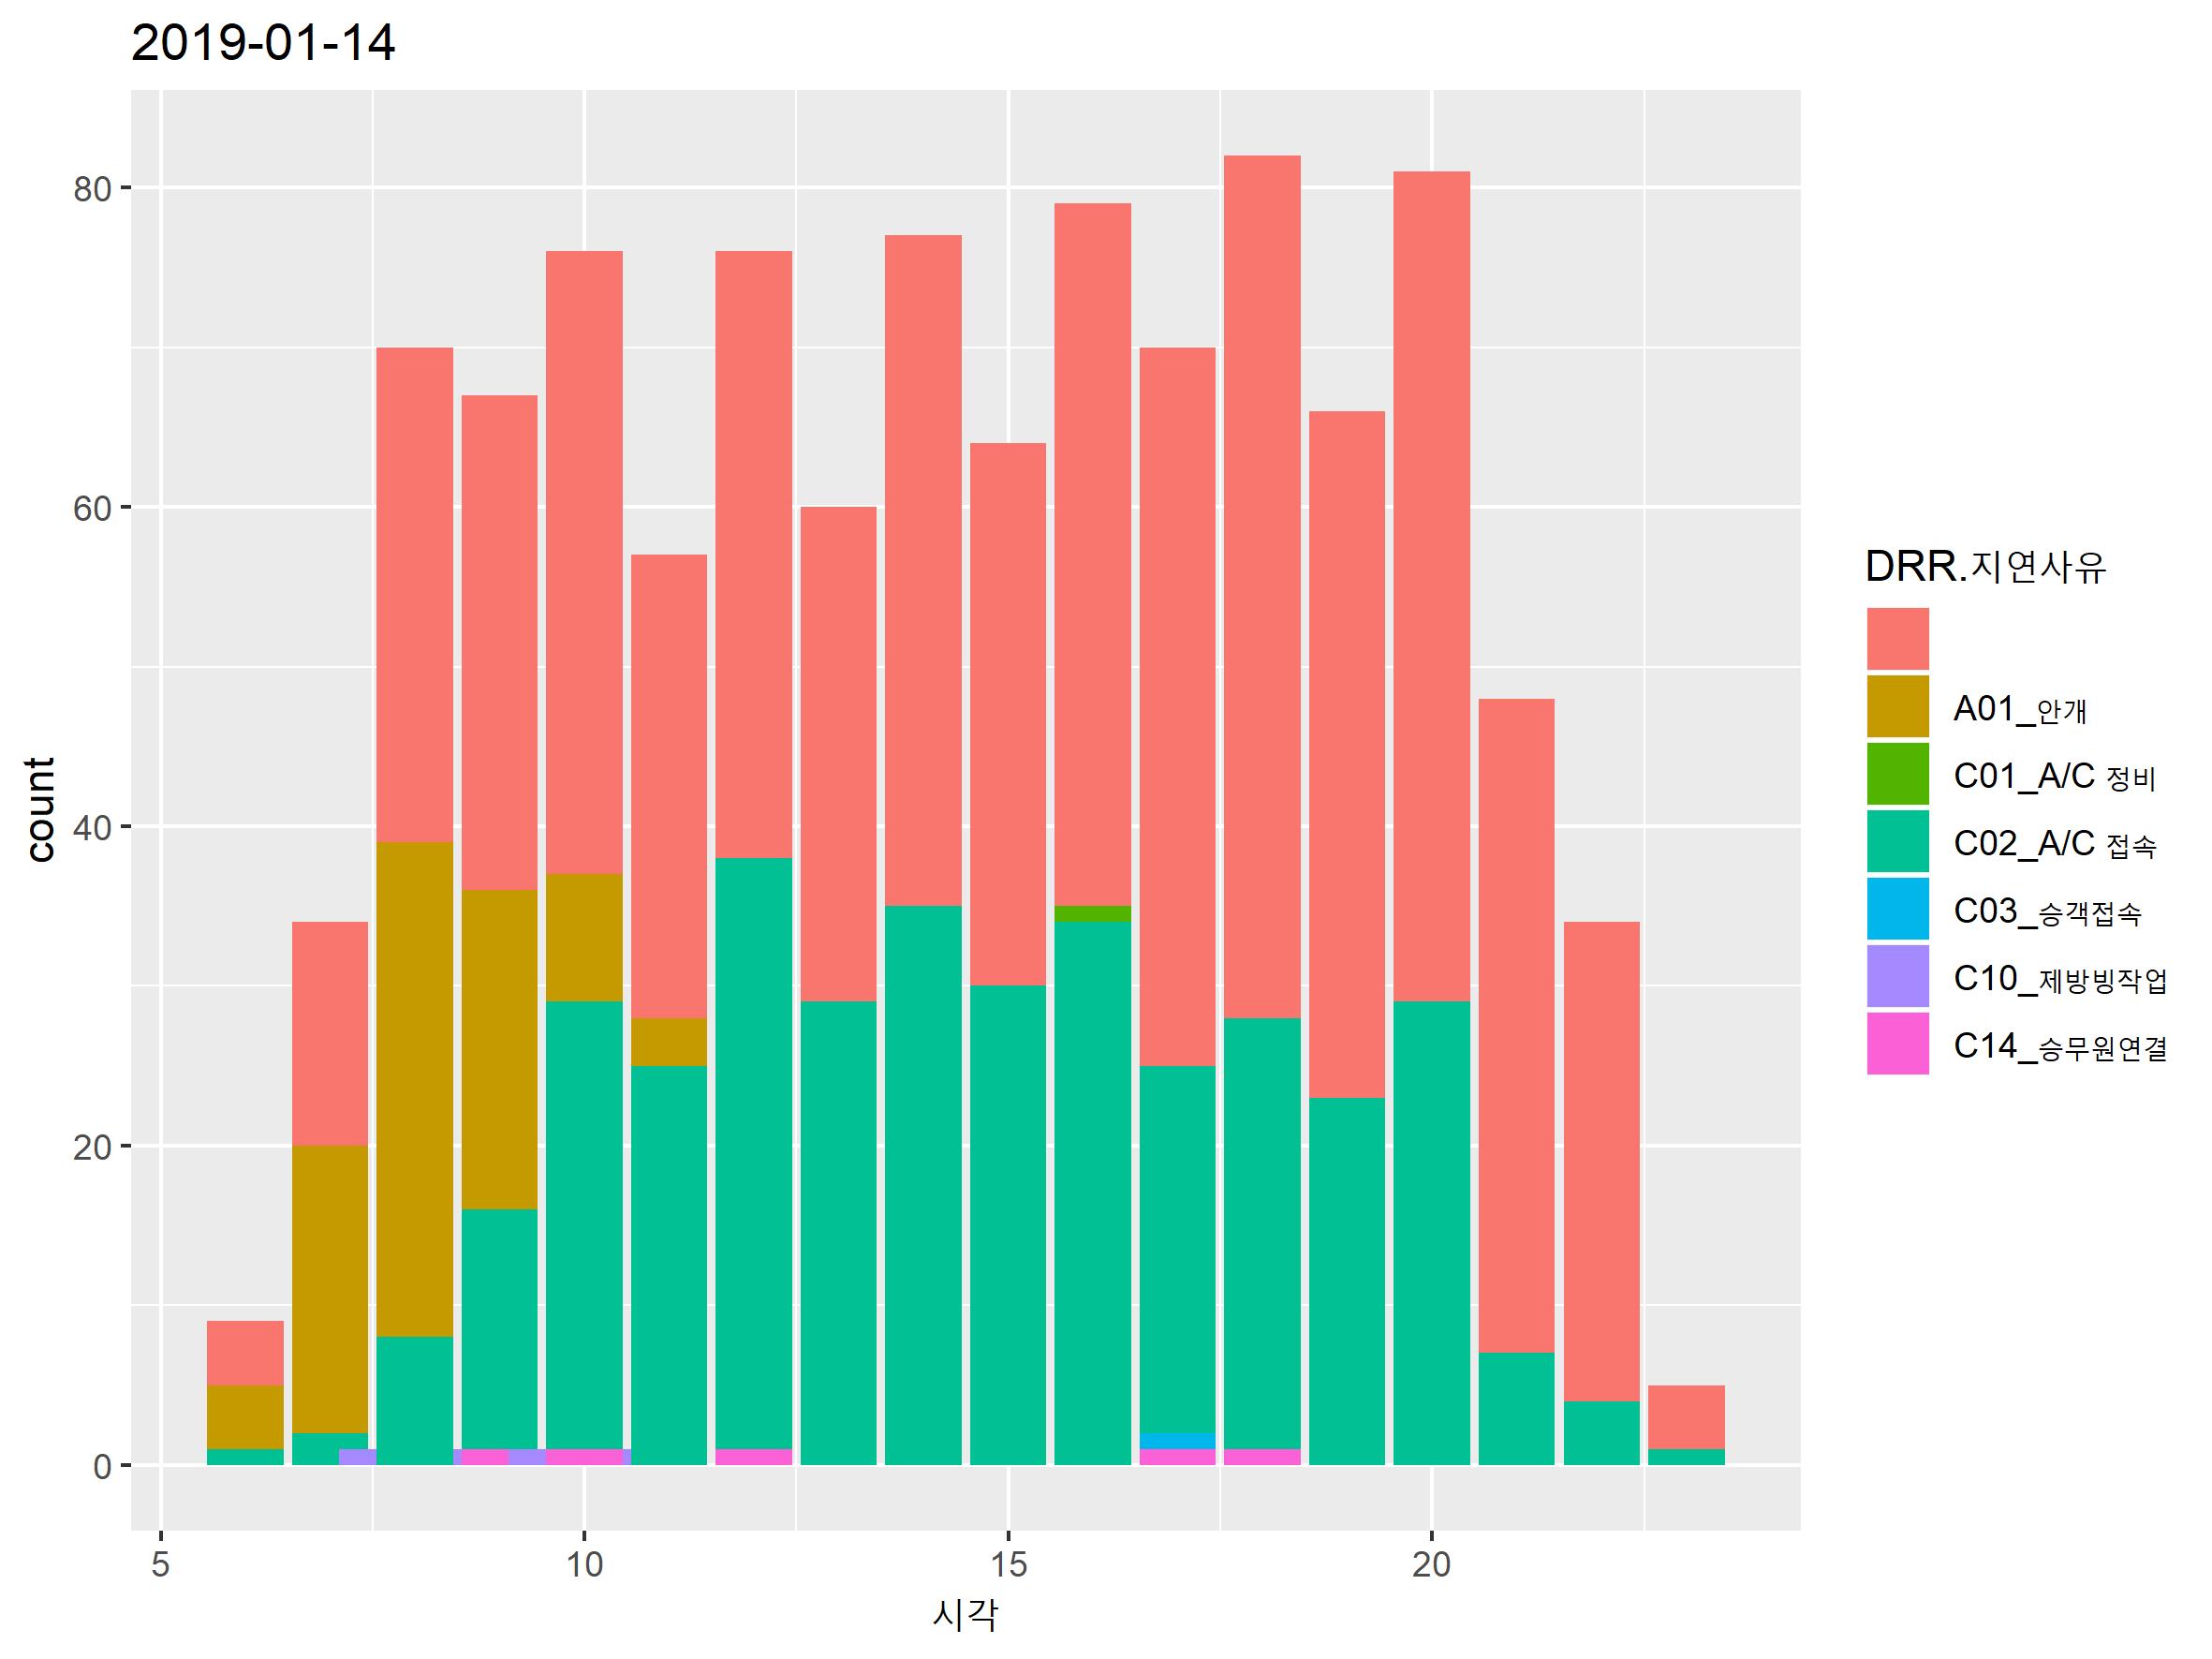 2019-01-14
80
60
40
20
0
count
5 10 15 20
시각
DRR.지연사유
A01_안개
C01_A/C 정비
C02_A/C 접속
C03_승객접속
C10_제방빙작업
C14_승무원연결